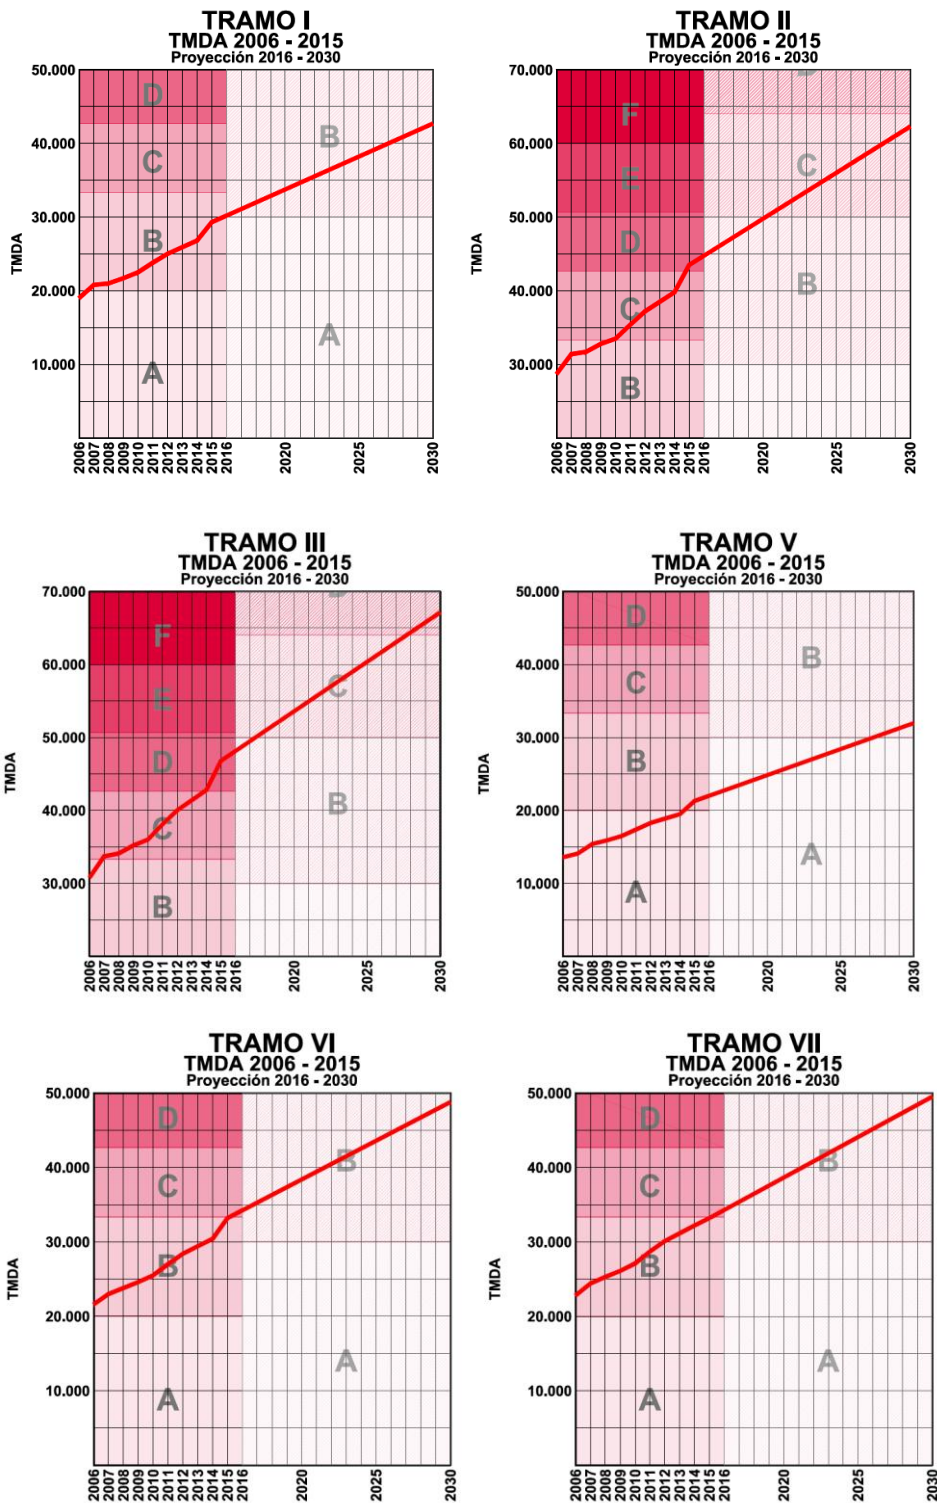 TRAMO I
TMDA 2006 - 2015
Proyección 2016 - 2030
50.000
40.000
30.000
20.000
10.000
TMDA
D
C
B
A
B
A
2006
2007
2008
2009
2010
2011
2012
2013
2014
2015
2016
2020
2025
2030
TRAMO II
TMDA 2006 - 2015
Proyección 2016 - 2030
70.000
60.000
50.000
40.000
30.000
TMDA
F
E
D
C
B
D
C
B
2006
2007
2008
2009
2010
2011
2012
2013
2014
2015
2016
2020
2025
2030
TRAMO III
TMDA 2006 - 2015
Proyección 2016 - 2030
70.000
60.000
50.000
40.000
30.000
TMDA
F
E
D
C
B
C
B
2006
2007
2008
2009
2010
2011
2012
2013
2014
2015
2016
2020
2025
2030
TRAMO V
TMDA 2006 - 2015
Proyección 2016 - 2030
50.000
40.000
30.000
20.000
10.000
TMDA
D
C
B
A
B
A
2006
2007
2008
2009
2010
2011
2012
2013
2014
2015
2016
2020
2025
2030
TRAMO VI
TMDA 2006 - 2015
Proyección 2016 - 2030
50.000
40.000
30.000
20.000
10.000
TMDA
D
C
B
A
B
A
2006
2007
2008
2009
2010
2011
2012
2013
2014
2015
2016
2020
2025
2030
TRAMO VII
TMDA 2006 - 2015
Proyección 2016 - 2030
50.000
40.000
30.000
20.000
10.000
TMDA
D
C
B
A
B
A
2006
2007
2008
2009
2010
2011
2012
2013
2014
2015
2016
2020
2025
2030